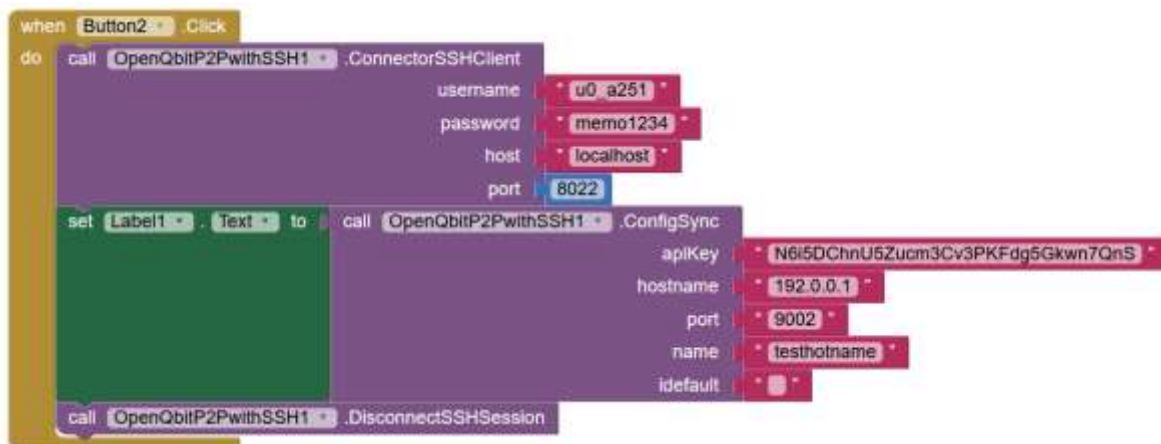 when Button2 .Click
do call OpenQbitP2PwithSSH1 .ConnectorSSHClient
username " u0_a251 "
password " memo1234 "
host " localhost "
port 8022
set Label1 . Text to call OpenQbitP2PwithSSH1 .ConfigSync
apiKey " N6i5DChnU5Zucm3Cv3PKFdg5Gkwn7QnS "
hostname " 192.0.0.1 "
port " 9002 "
name " testhotname "
idefault " "
call OpenQbitP2PwithSSH1 .DisconnectSSHSession